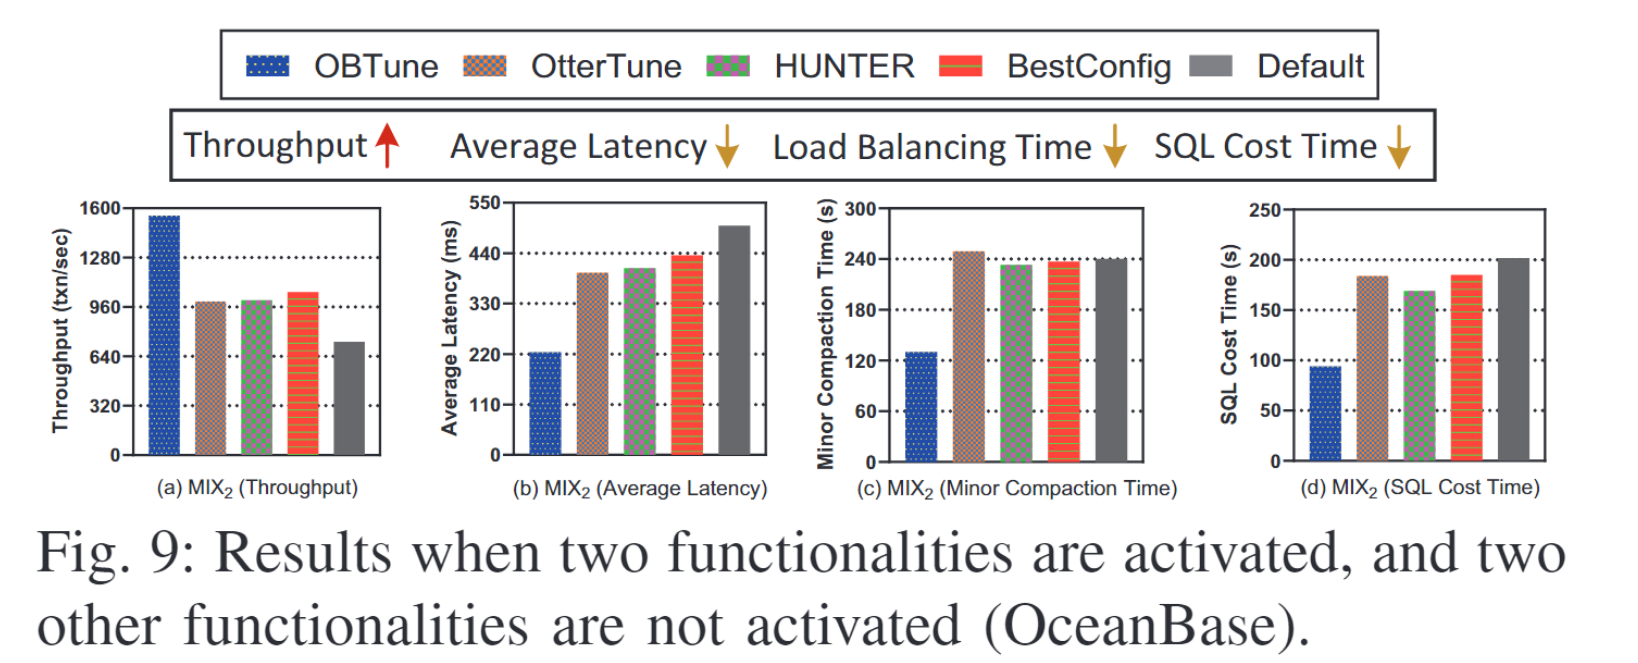 OBTune OtterTune HUNTER BestConfig Default
Throughput Average Latency Load Balancing Time SQL Cost Time
Throughput (txn/sec)
1600
1280
960
640
320
0
(a) MIX2 (Throughput)
Average Latency (ms)
550
440
330
220
110
0
(b) MIX2 (Average Latency)
Minor Compaction Time (s)
300
240
180
120
60
0
(c) MIX2 (Minor Compaction Time)
SQL Cost Time (s)
250
200
150
100
50
0
(d) MIX2 (SQL Cost Time)
Fig. 9: Results when two functionalities are activated, and two
other functionalities are not activated (OceanBase).